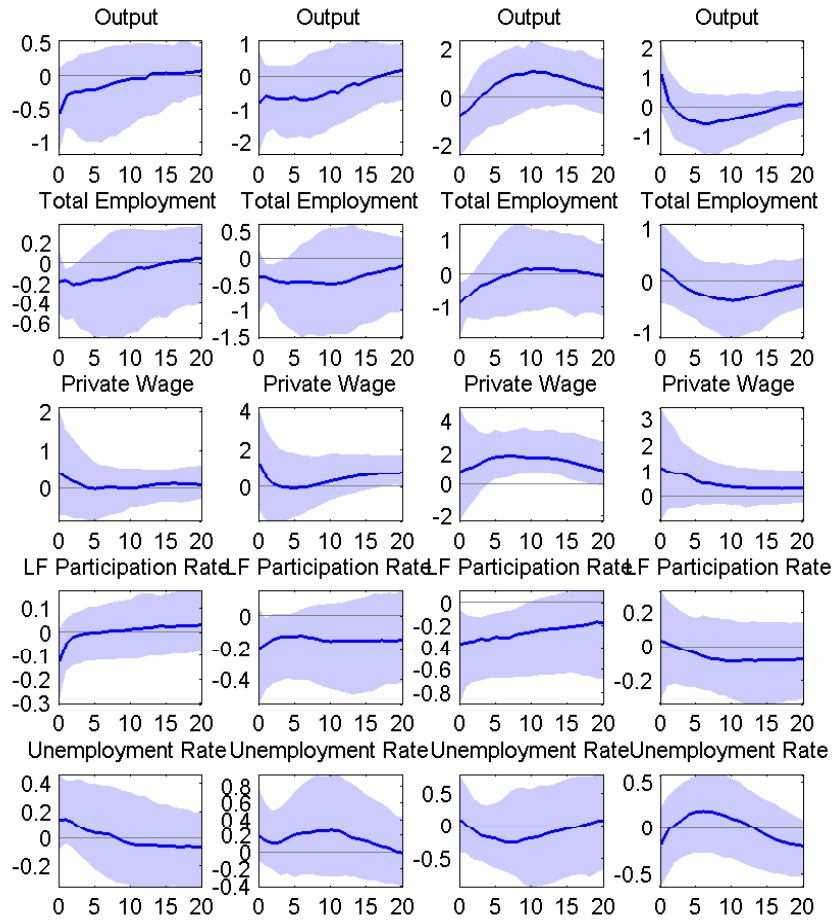 Output Output Output Output
0.5 1 2 2
0 0 0 1
-0.5 -1 -2 0
-1 -2 -1
0 5 10 15 20 0 5 10 15 20 0 5 10 15 20 0 5 10 15 20
Total Employment Total Employment Total Employment Total Employment
0.2 0.5 1 1
0 0 0 0
-0.2 -0.5 -1 -1
-0.4 -1
-0.6 -1.5
0 5 10 15 20 0 5 10 15 20 0 5 10 15 20 0 5 10 15 20
Private Wage Private Wage Private Wage Private Wage
2 4 4 3
1 2 2 2
0 0 0 1
-2 0
0 5 10 15 20 0 5 10 15 20 0 5 10 15 20 0 5 10 15 20
LF Participation Rate LF Participation Rate LF Participation Rate LF Participation Rate
0.1 0 0 0
0 -0.2 -0.2 -0.2
-0.1 -0.4 -0.4
-0.2 -0.6
-0.3 -0.8
0 5 10 15 20 0 5 10 15 20 0 5 10 15 20 0 5 10 15 20
Unemployment Rate Unemployment Rate Unemployment Rate Unemployment Rate
0.4 0.8 0.5 0.5
0.2 0.6 0 0
0 0.4 -0.5 -0.5
-0.2 0.2
0
-0.2
-0.4
0 5 10 15 20 0 5 10 15 20 0 5 10 15 20 0 5 10 15 20